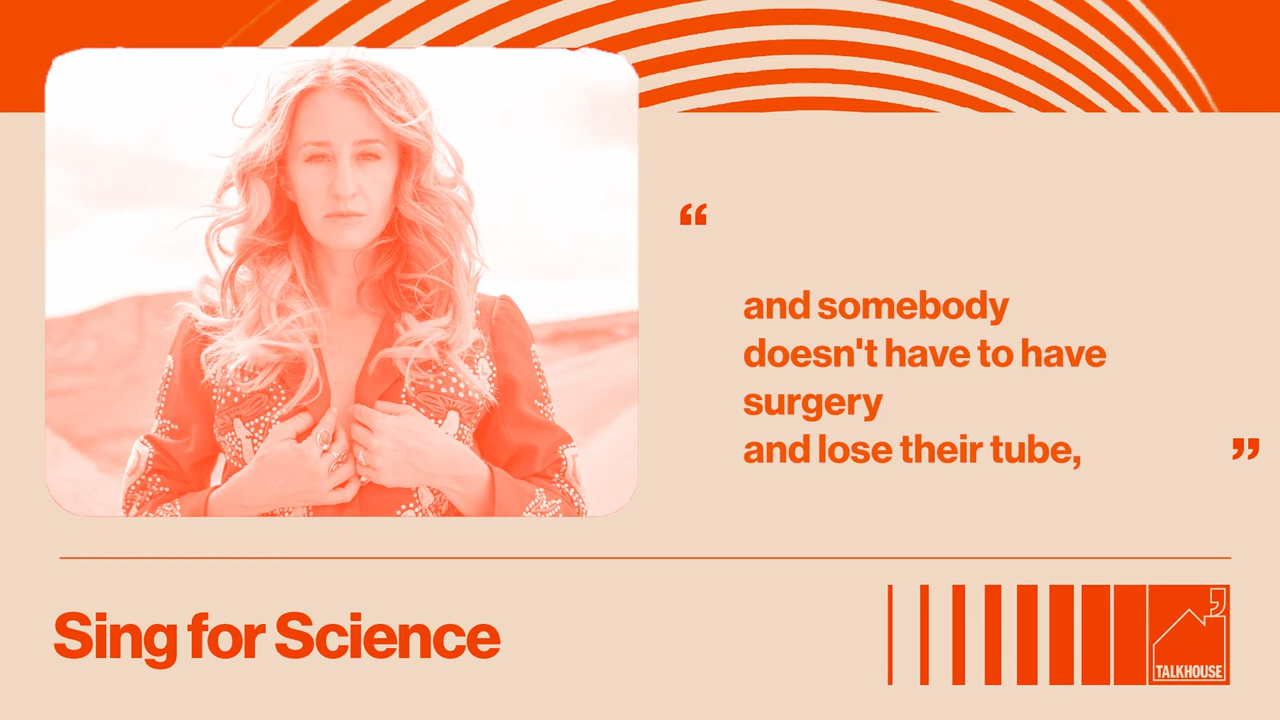 “
and somebody
doesn't have to have
surgery
and lose their tube,
”
Sing for Science
TALKHOUSE